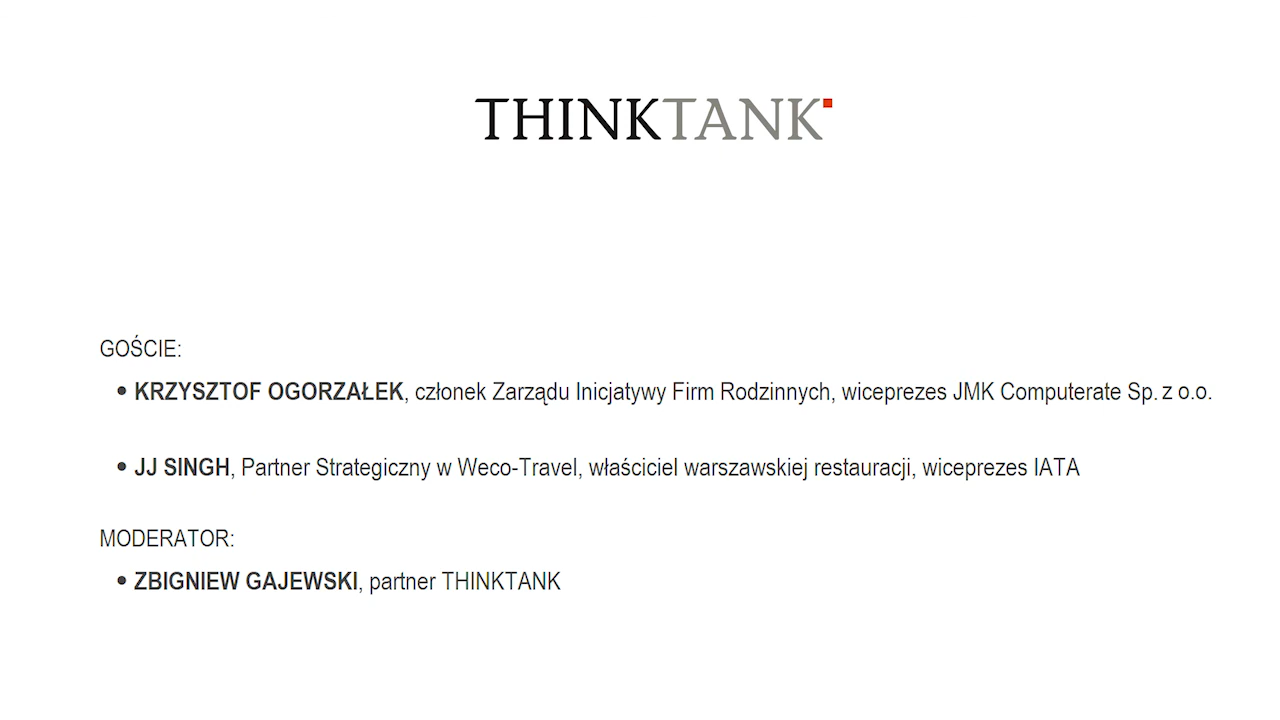 THINKTANK
GOŚCIE:
• KRZYSZTOF OGORZAŁEK, członek Zarządu Inicjatywy Firm Rodzinnych, wiceprezes JMK Computerate Sp. z o.o.
• JJ SINGH, Partner Strategiczny w Weco-Travel, właściciel warszawskiej restauracji, wiceprezes IATA
MODERATOR:
• ZBIGNIEW GAJEWSKI, partner THINKTANK